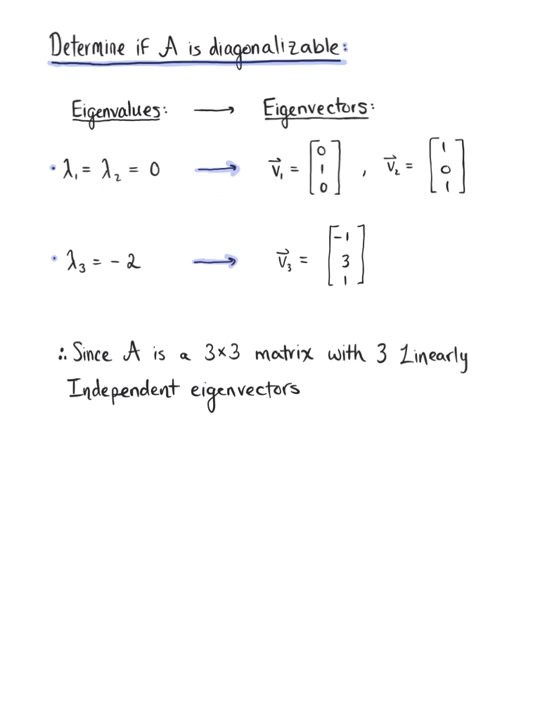 Determine if A is diagonalizable:
Eigenvalues: → Eigenvectors:
• λ₁ = λ₂ = 0 → v⃗₁ = [0 1 0] , v⃗₂ = [1 0 1]
• λ₃ = - 2 → v⃗₃ = [-1 3 1]
∴ Since A is a 3×3 matrix with 3 Linearly
Independent eigenvectors